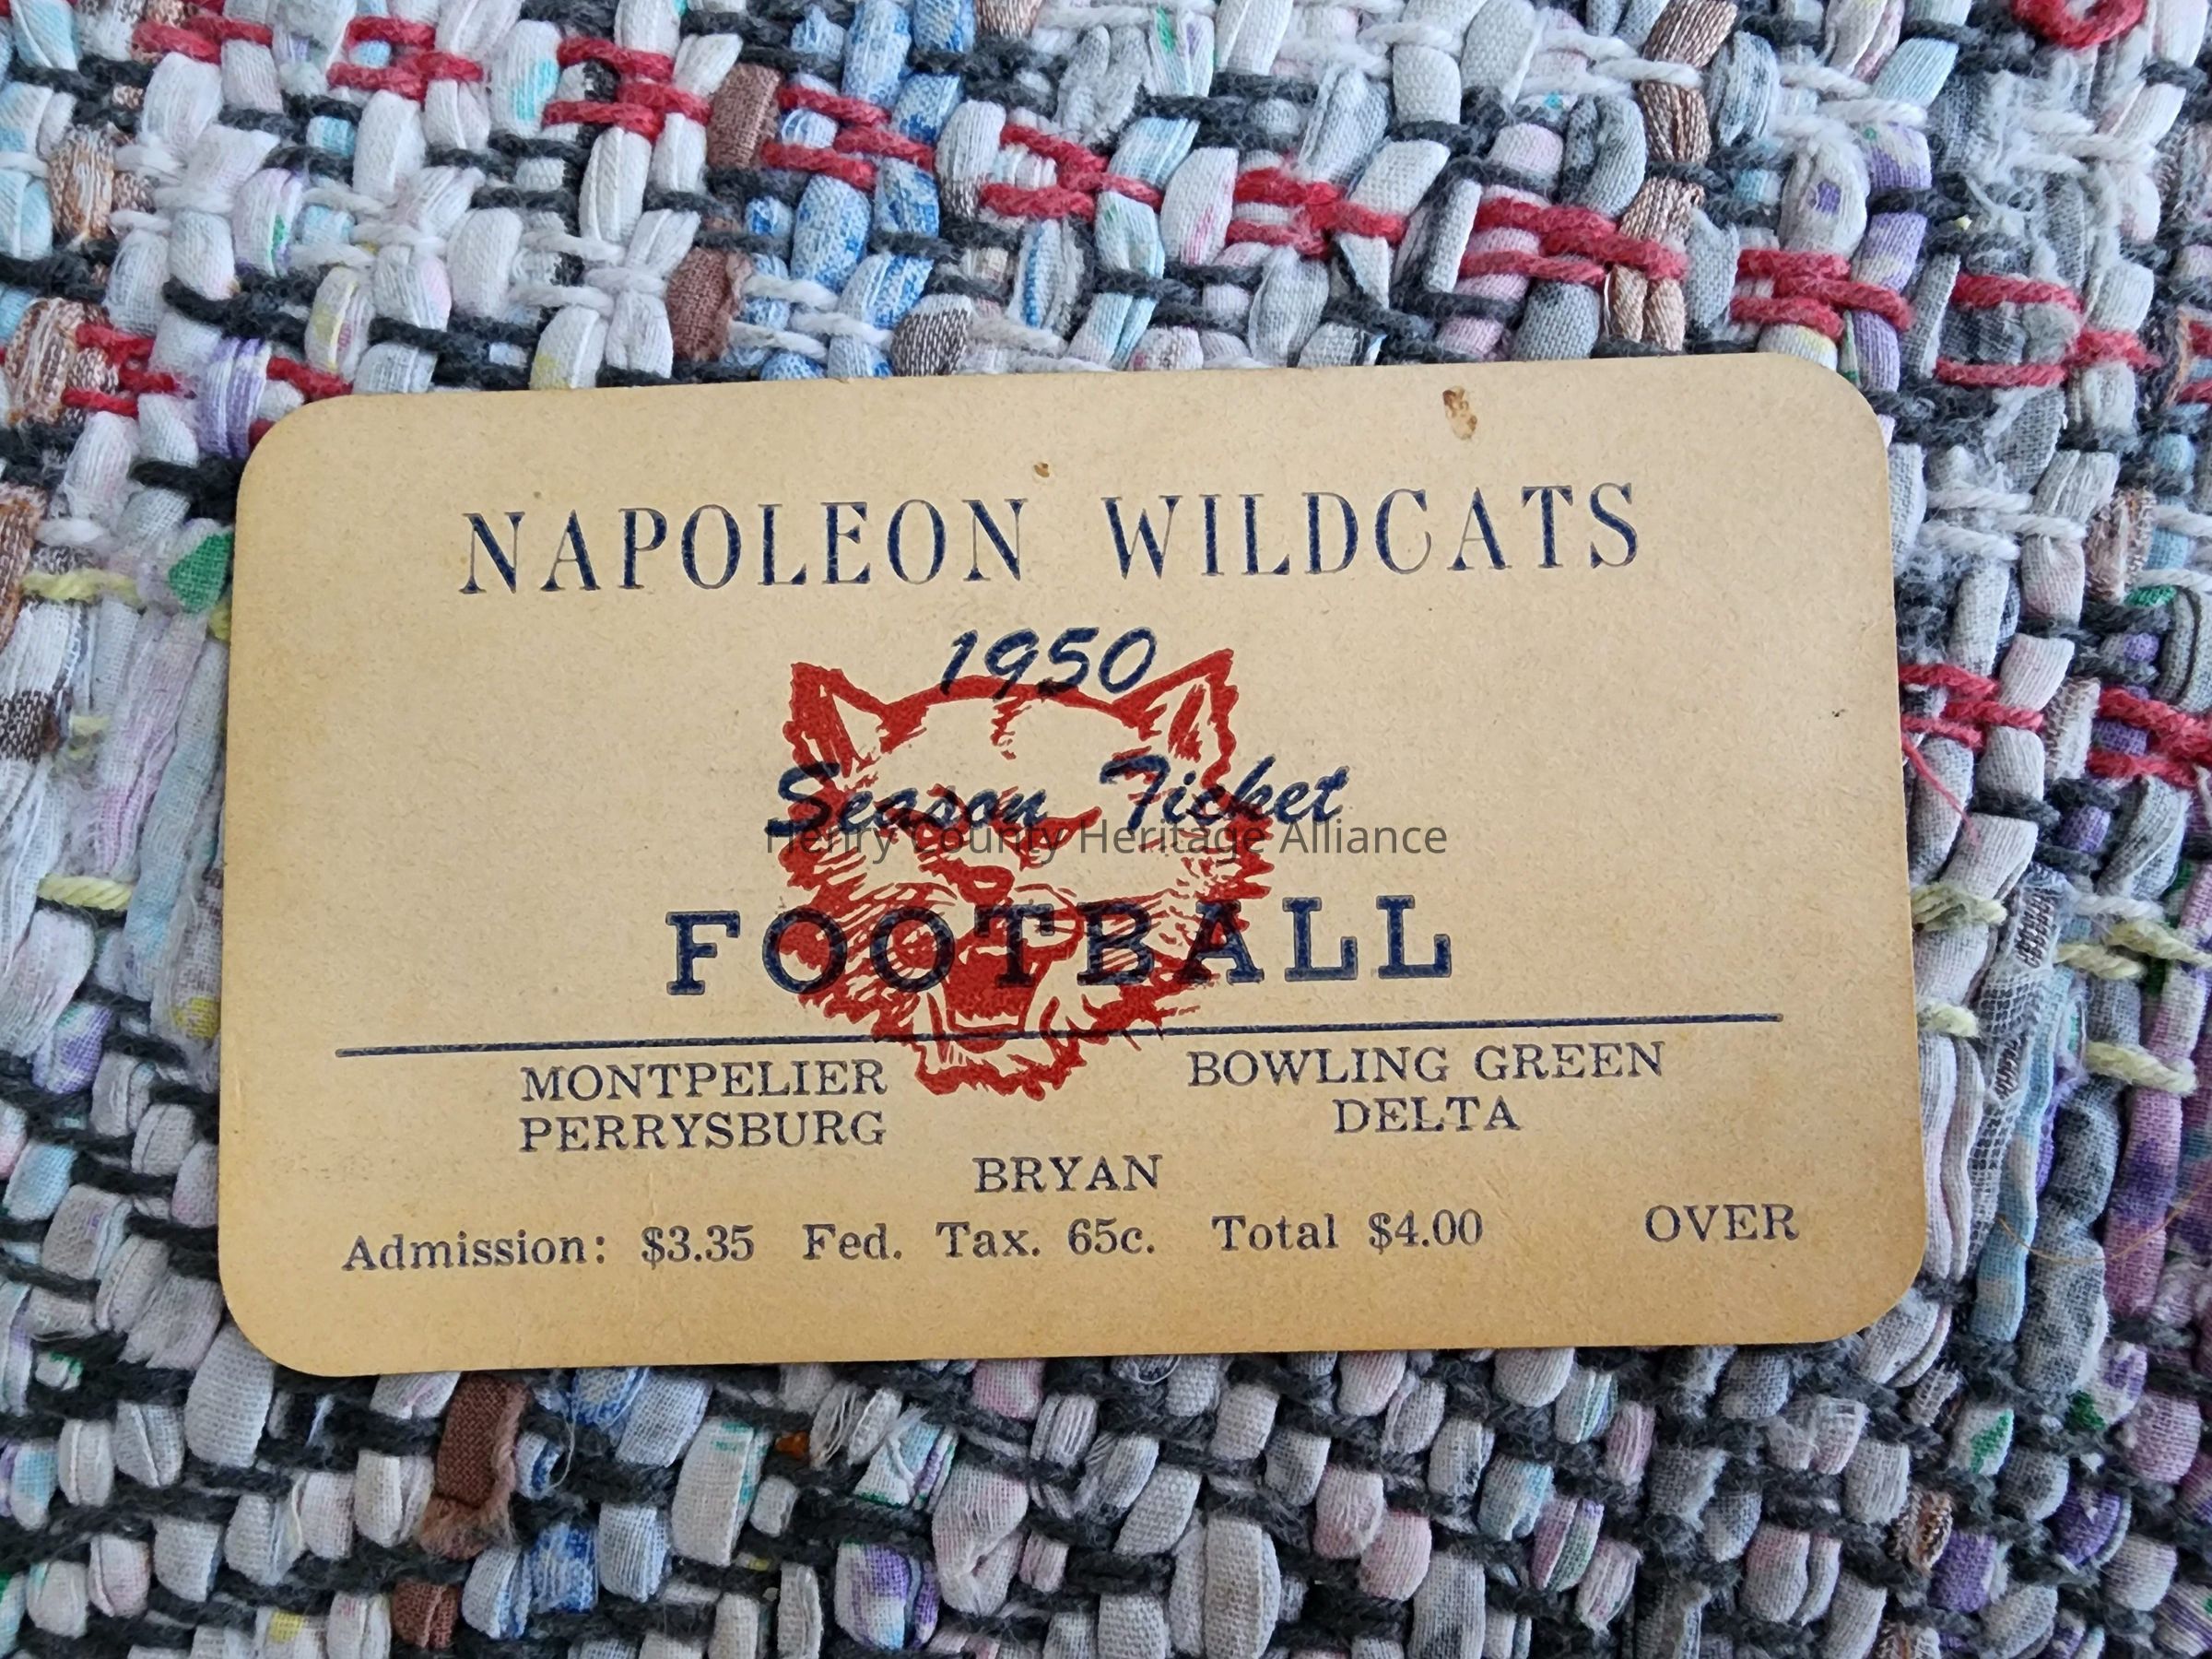 NAPOLEON WILDCATS
1950
Season Ticket
Henry County Heritage Alliance
FOOTBALL
MONTPELIER BOWLING GREEN
PERRYSBURG DELTA
BRYAN
Admission: $3.35 Fed. Tax. 65c. Total $4.00 OVER